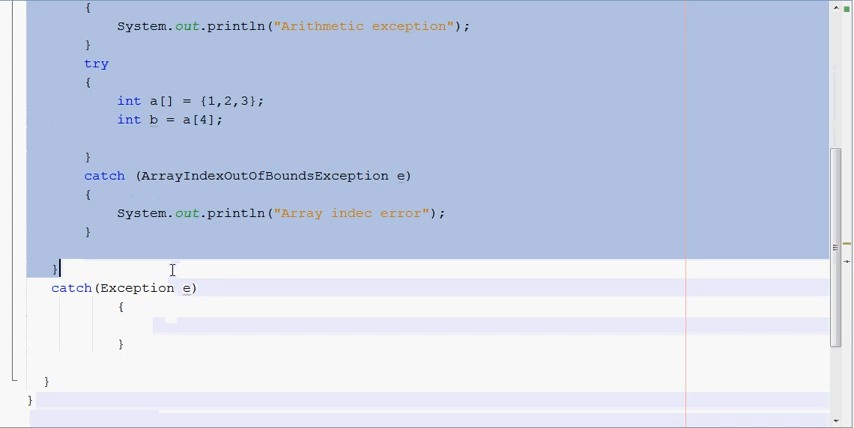 {
System.out.println("Arithmetic exception");
}
try
{
int a[] = {1,2,3};
int b = a[4];
}
catch (ArrayIndexOutOfBoundsException e)
{
System.out.println("Array indec error");
}
}
catch(Exception e)
{
}
}
}